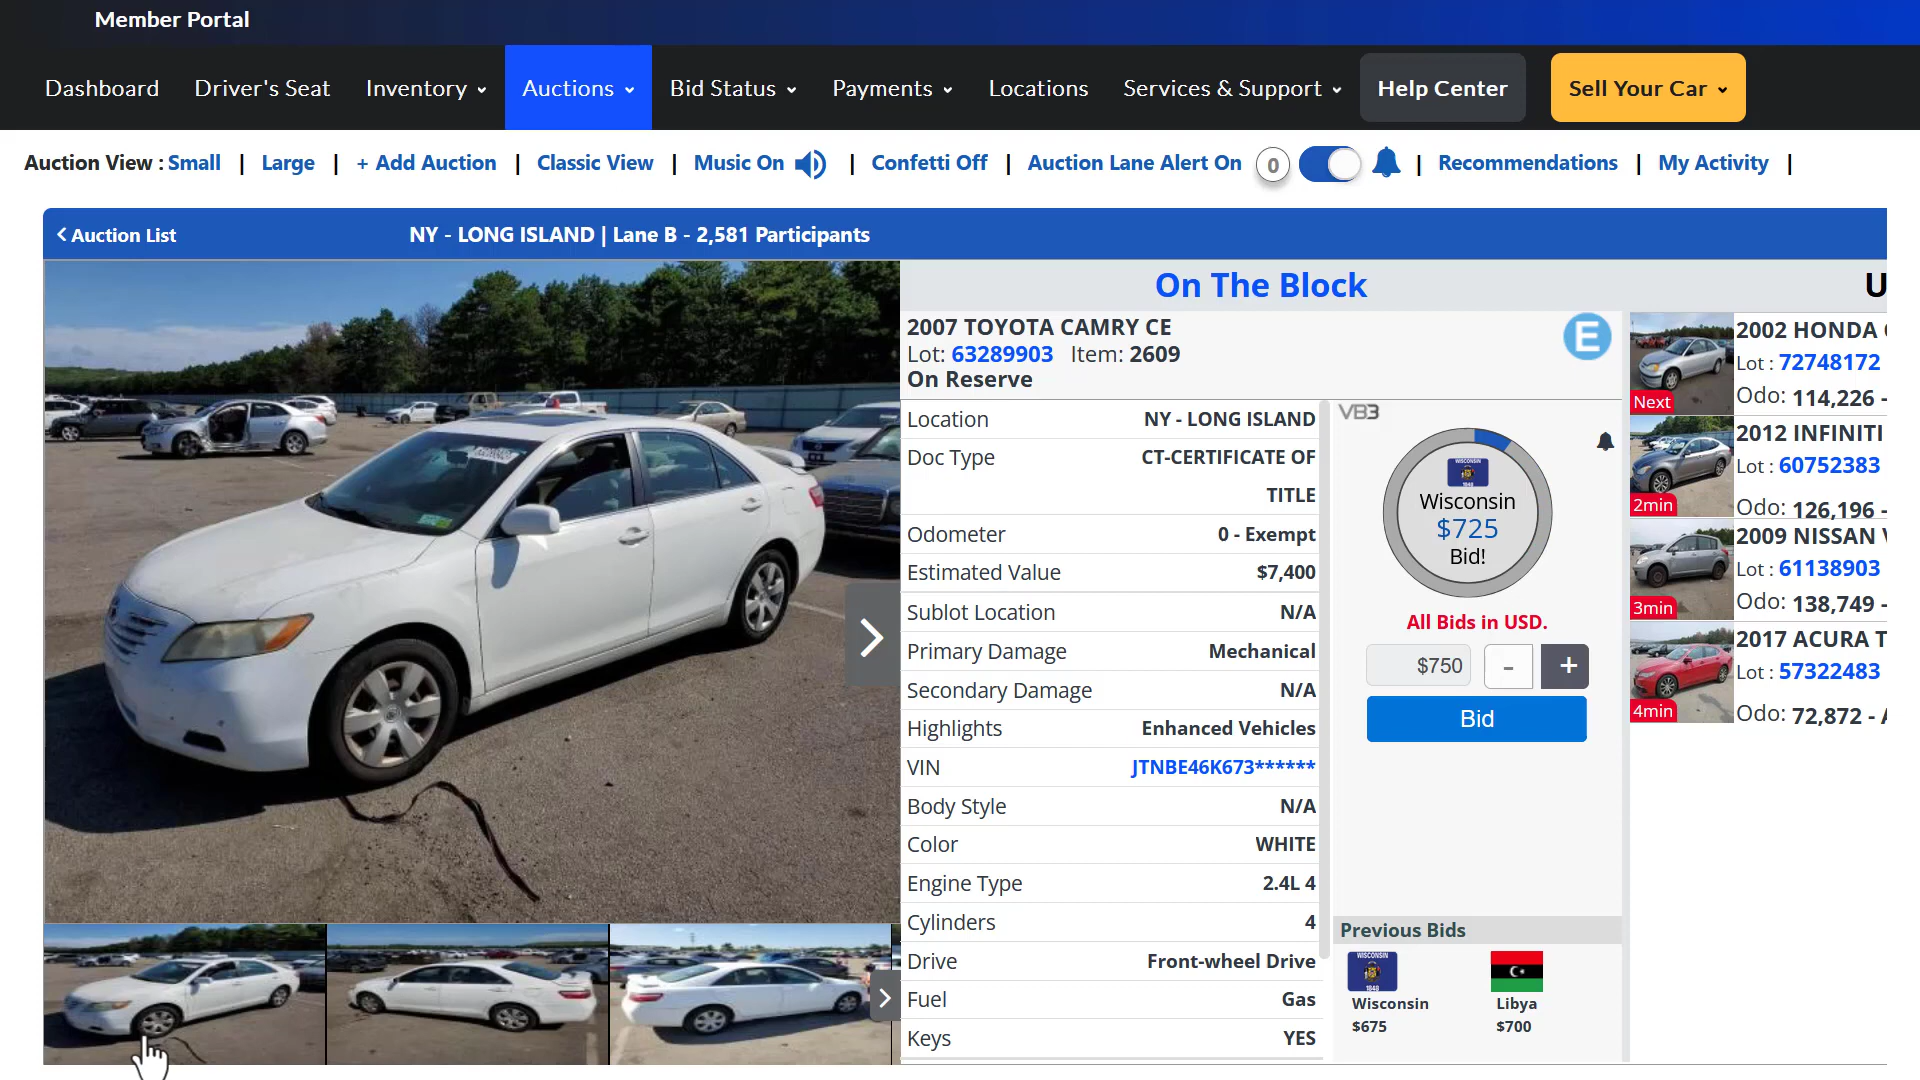 Member Portal
Dashboard Driver's Seat Inventory Auctions Bid Status Payments Locations Services & Support Help Center Sell Your Car
Auction View : Small | Large | + Add Auction | Classic View | Music On | Confetti Off | Auction Lane Alert On 0 | Recommendations | My Activity |
Auction List
NY - LONG ISLAND | Lane B - 2,581 Participants
On The Block
U
2007 TOYOTA CAMRY CE
Lot: 63289903 Item: 2609
On Reserve
E
Location NY - LONG ISLAND
Doc Type CT-CERTIFICATE OF
TITLE
Odometer 0 - Exempt
Estimated Value $7,400
Sublot Location N/A
Primary Damage Mechanical
Secondary Damage N/A
Highlights Enhanced Vehicles
VIN JTNBE46K673******
Body Style N/A
Color WHITE
Engine Type 2.4L 4
Cylinders 4
Drive Front-wheel Drive
Fuel Gas
Keys YES
VB3
WISCONSIN
1848
Wisconsin
$725
Bid!
All Bids in USD.
$750 - +
Bid
Previous Bids
WISCONSIN
1848
Wisconsin
$675
Libya
$700
2002 HONDA
Lot : 72748172
Odo: 114,226 -
Next
2012 INFINITI
Lot : 60752383
Odo: 126,196 -
2min
2009 NISSAN
Lot : 61138903
Odo: 138,749 -
3min
2017 ACURA T
Lot : 57322483
Odo: 72,872 - A
4min